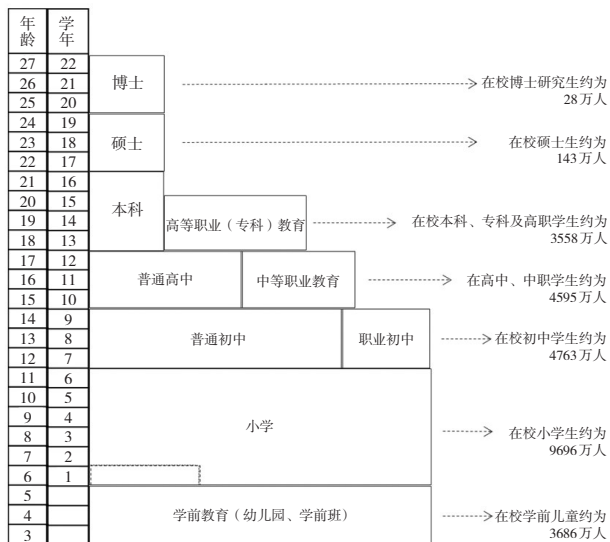 年龄
学年
27 22
26 21
25 20
博士
在校博士研究生约为
28万人
24 19
23 18
22 17
硕士
在校硕士生约为
143万人
21 16
20 15
19 14
18 13
本科
高等职业(专科)教育
在校本科、专科及高职学生约为
3558万人
17 12
16 11
15 10
普通高中
中等职业教育
在高中、中职学生约为
4595万人
14 9
13 8
12 7
普通初中
职业初中
在校初中学生约为
4763万人
11 6
10 5
9 4
8 3
7 2
6 1
小学
在校小学生约为
9696万人
5
4
3
学前教育(幼儿园、学前班)
在校学前儿童约为
3686万人